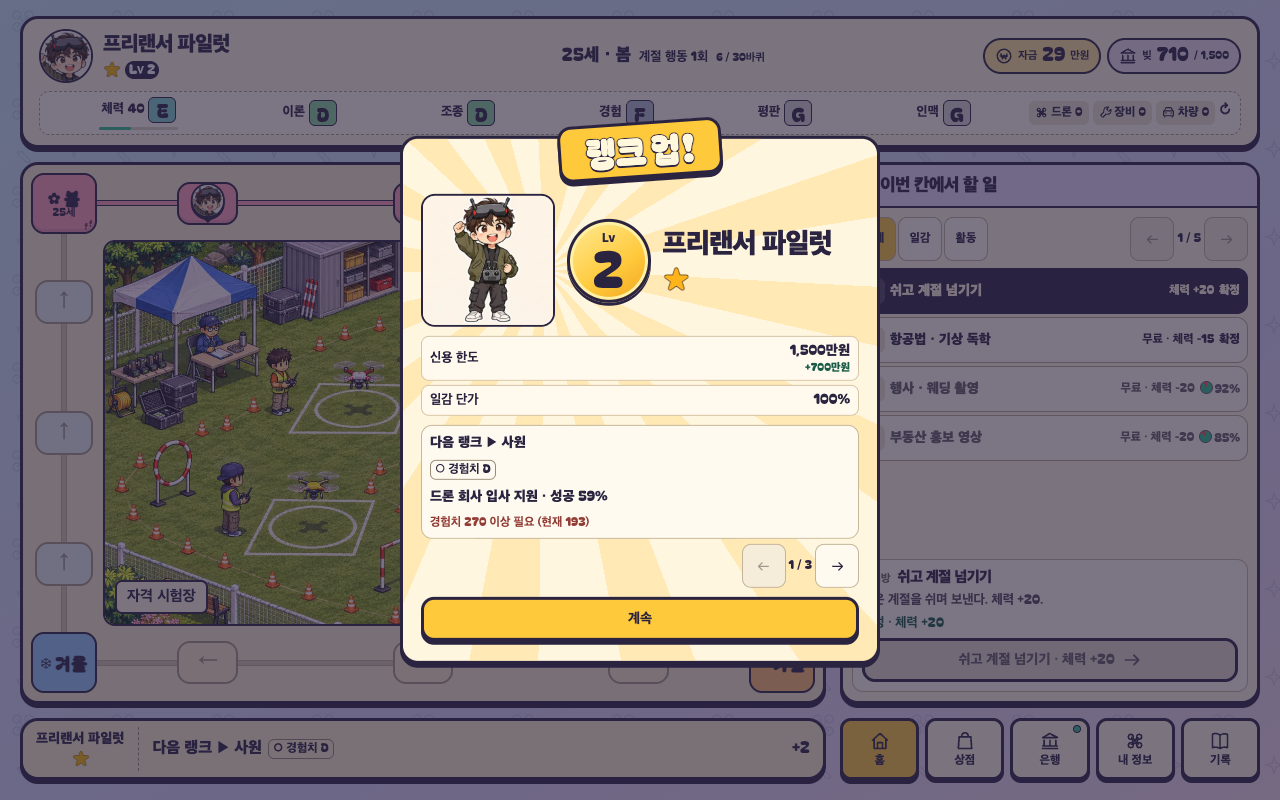 프리랜서 파일럿
Lv 2
25세 · 봄 계절 행동 1회 6 / 30바퀴
자금 29 만원
빚 710 / 1,500
체력 40 E
이론 D
조종 D
경험 F
평판 G
인맥 G
드론 0
장비 0
차량 0
랭크 업!
봄
25세
이번 칸에서 할 일
일감
활동
← 1 / 5 →
Lv
2
프리랜서 파일럿
쉬고 계절 넘기기 체력 +20 확정
항공법 · 기상 독학 무료 · 체력 -15 확정
행사 · 웨딩 촬영 무료 · 체력 -20 92%
부동산 홍보 영상 무료 · 체력 -20 85%
신용 한도 1,500만원
+700만원
일감 단가 100%
다음 랭크 ▶ 사원
경험치 D
드론 회사 입사 지원 · 성공 59%
경험치 270 이상 필요 (현재 193)
← 1 / 3 →
계속
자격 시험장
방 쉬고 계절 넘기기
계절을 쉬며 보낸다. 체력 +20.
· 체력 +20
쉬고 계절 넘기기 · 체력 +20 →
겨울
가을
프리랜서 파일럿
다음 랭크 ▶ 사원 경험치 D +2
홈
상점
은행
내 정보
기록